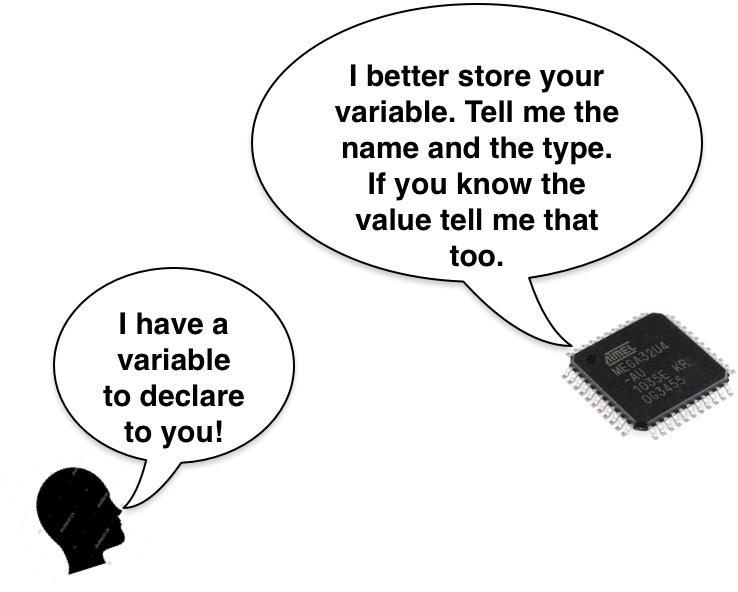 I better store your
variable. Tell me the
name and the type.
If you know the
value tell me that
too.
I have a
variable
to declare
to you!
ATMEL
MEGA32U4
-AU
1035E KR
0G3455